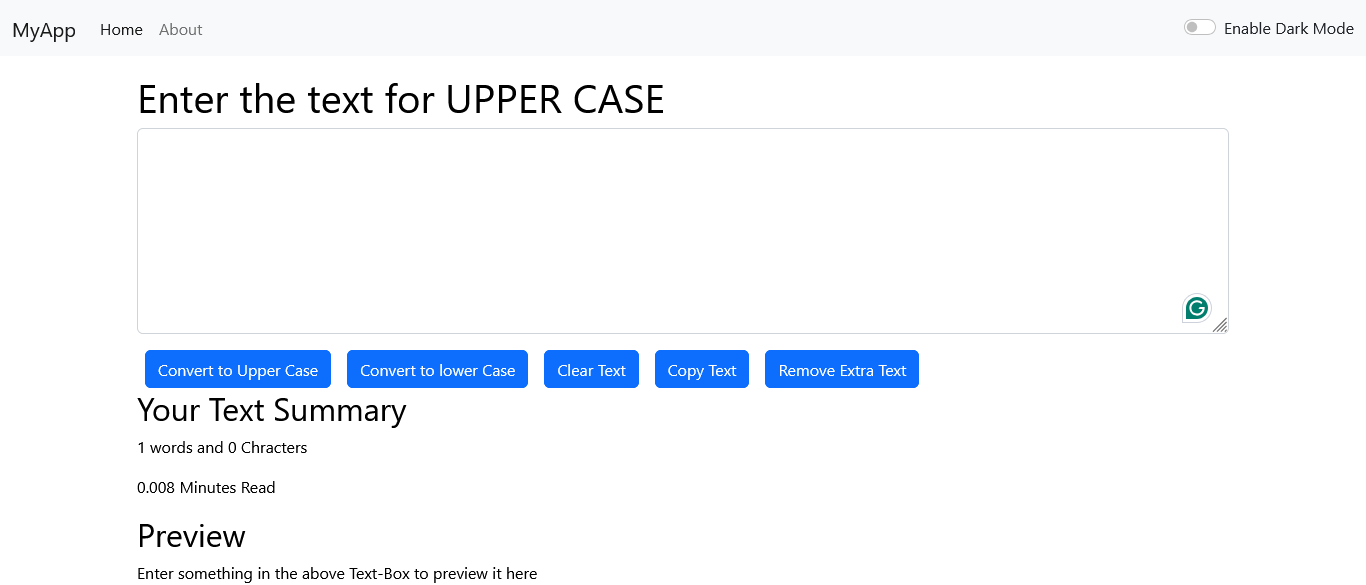 MyApp Home About Enable Dark Mode
Enter the text for UPPER CASE
Convert to Upper Case Convert to lower Case Clear Text Copy Text Remove Extra Text
Your Text Summary
1 words and 0 Chracters
0.008 Minutes Read
Preview
Enter something in the above Text-Box to preview it here